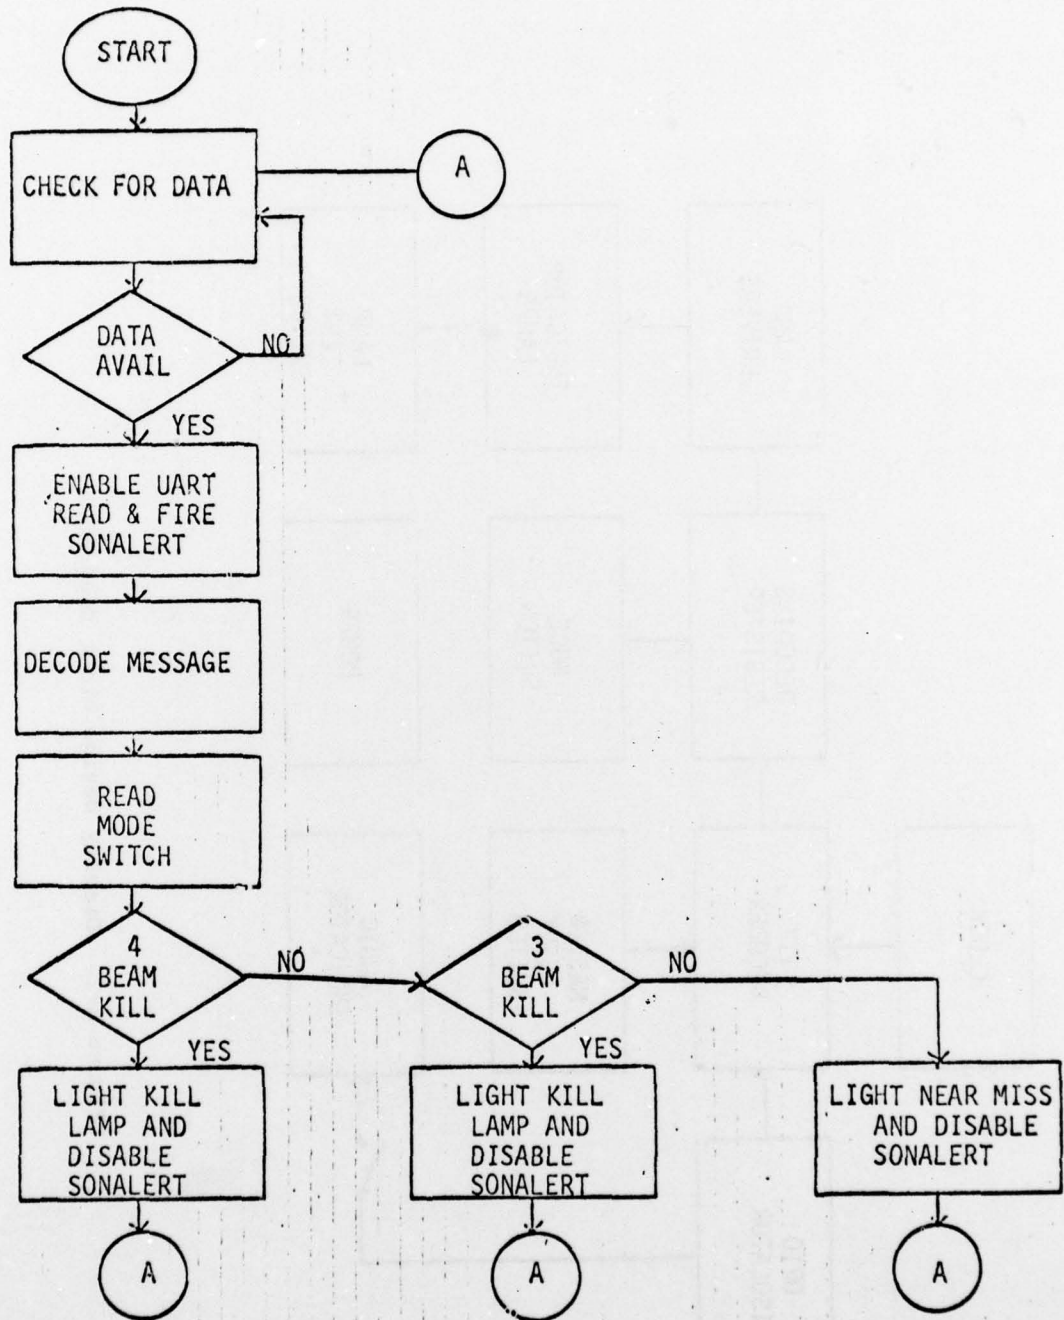 START
CHECK FOR DATA
A
DATA
AVAIL
NO
YES
ENABLE UART
READ & FIRE
SONALERT
DECODE MESSAGE
READ
MODE
SWITCH
4
BEAM
KILL
NO
3
BEAM
KILL
NO
YES
LIGHT KILL
LAMP AND
DISABLE
SONALERT
YES
LIGHT KILL
LAMP AND
DISABLE
SONALERT
LIGHT NEAR MISS
AND DISABLE
SONALERT
A
A
A